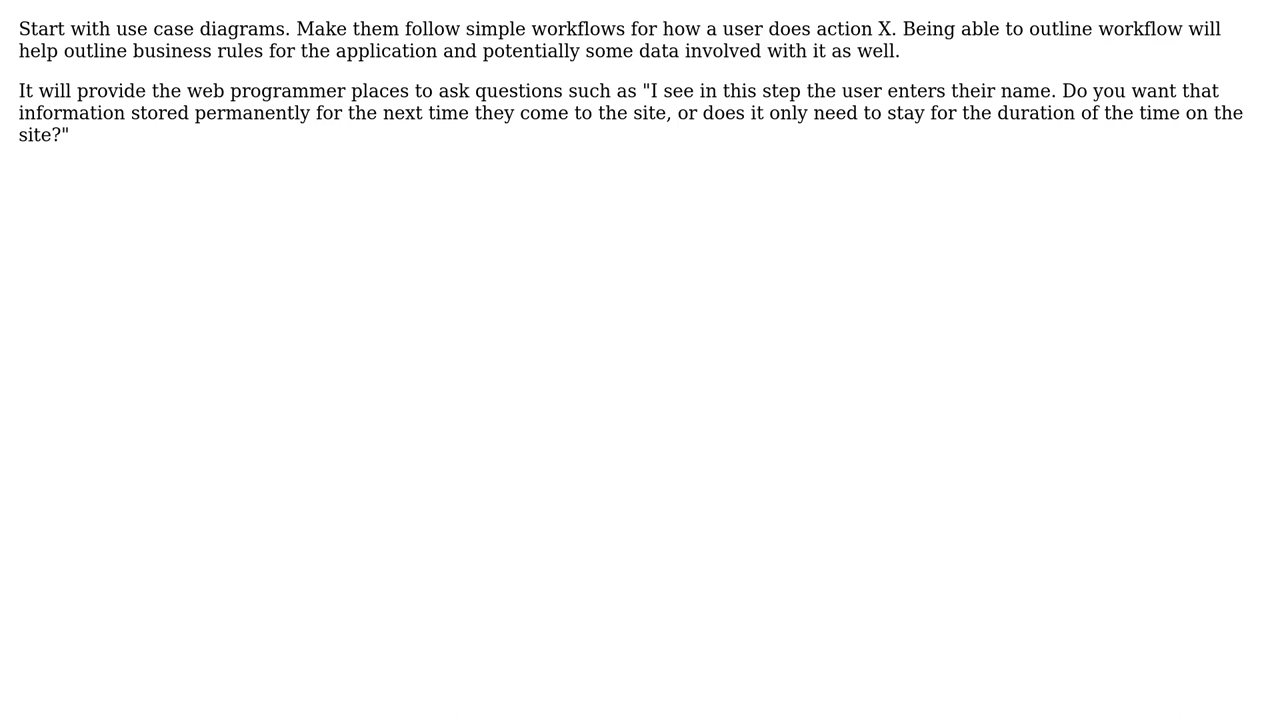 Start with use case diagrams. Make them follow simple workflows for how a user does action X. Being able to outline workflow will
help outline business rules for the application and potentially some data involved with it as well.
It will provide the web programmer places to ask questions such as "I see in this step the user enters their name. Do you want that
information stored permanently for the next time they come to the site, or does it only need to stay for the duration of the time on the
site?"